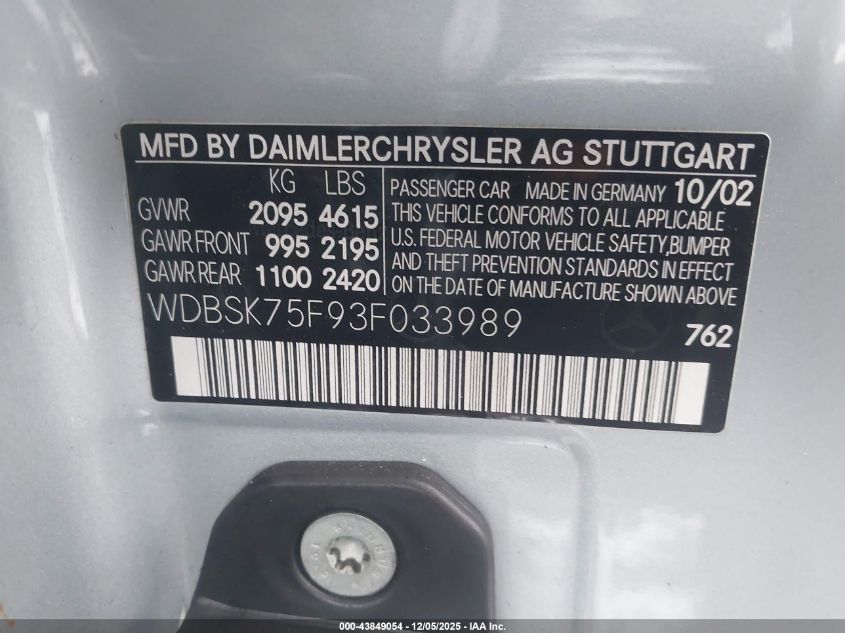 MFD BY DAIMLERCHRYSLER AG STUTTGART
KG LBS
GVWR 2095 4615
GAWR FRONT 995 2195
GAWR REAR 1100 2420
PASSENGER CAR MADE IN GERMANY 10/02
THIS VEHICLE CONFORMS TO ALL APPLICABLE
U.S. FEDERAL MOTOR VEHICLE SAFETY,BUMPER
AND THEFT PREVENTION STANDARDS IN EFFECT
ON THE DATE OF MANUFACTURE SHOWN ABOVE
WDBSK75F93F033989
762
000-43849054 - 12/05/2025 - IAA Inc.